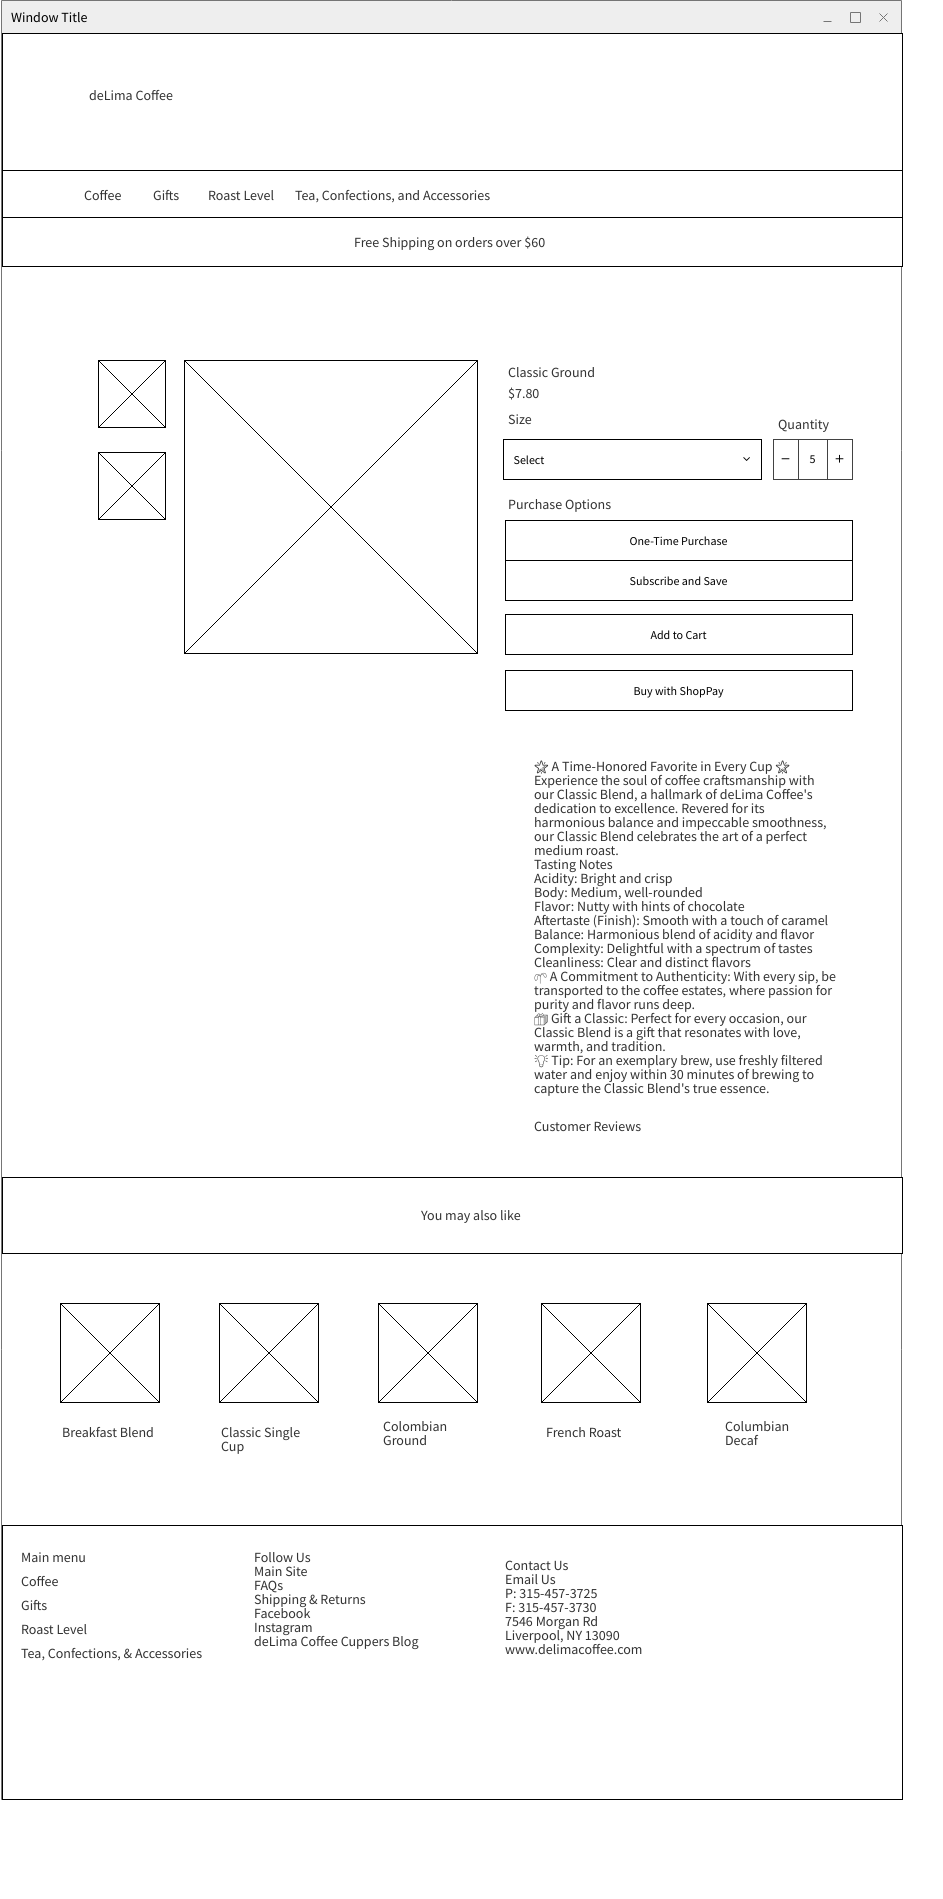 Window Title
deLima Coffee
Coffee Gifts Roast Level Tea, Confections, and Accessories
Free Shipping on orders over $60
Classic Ground
$7.80
Size
Quantity
Select
− 5 +
Purchase Options
One-Time Purchase
Subscribe and Save
Add to Cart
Buy with ShopPay
🌟 A Time-Honored Favorite in Every Cup 🌟
Experience the soul of coffee craftsmanship with
our Classic Blend, a hallmark of deLima Coffee's
dedication to excellence. Revered for its
harmonious balance and impeccable smoothness,
our Classic Blend celebrates the art of a perfect
medium roast.
Tasting Notes
Acidity: Bright and crisp
Body: Medium, well-rounded
Flavor: Nutty with hints of chocolate
Aftertaste (Finish): Smooth with a touch of caramel
Balance: Harmonious blend of acidity and flavor
Complexity: Delightful with a spectrum of tastes
Cleanliness: Clear and distinct flavors
🌱 A Commitment to Authenticity: With every sip, be
transported to the coffee estates, where passion for
purity and flavor runs deep.
🎁 Gift a Classic: Perfect for every occasion, our
Classic Blend is a gift that resonates with love,
warmth, and tradition.
💡 Tip: For an exemplary brew, use freshly filtered
water and enjoy within 30 minutes of brewing to
capture the Classic Blend's true essence.
Customer Reviews
You may also like
Breakfast Blend
Classic Single
Cup
Colombian
Ground
French Roast
Columbian
Decaf
Main menu
Coffee
Gifts
Roast Level
Tea, Confections, & Accessories
Follow Us
Main Site
FAQs
Shipping & Returns
Facebook
Instagram
deLima Coffee Cuppers Blog
Contact Us
Email Us
P: 315-457-3725
F: 315-457-3730
7546 Morgan Rd
Liverpool, NY 13090
www.delimacoffee.com